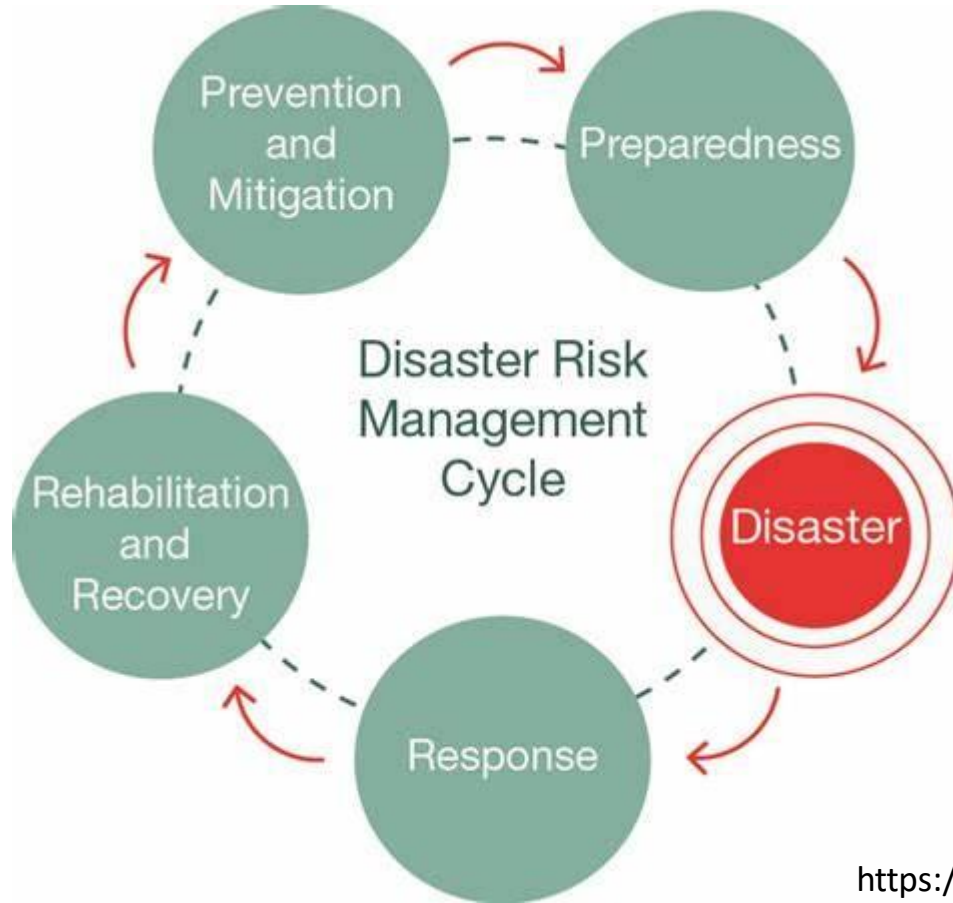 Prevention
and
Mitigation
Preparedness
Disaster Risk
Management
Cycle
Rehabilitation
and
Recovery
Disaster
Response
https:/